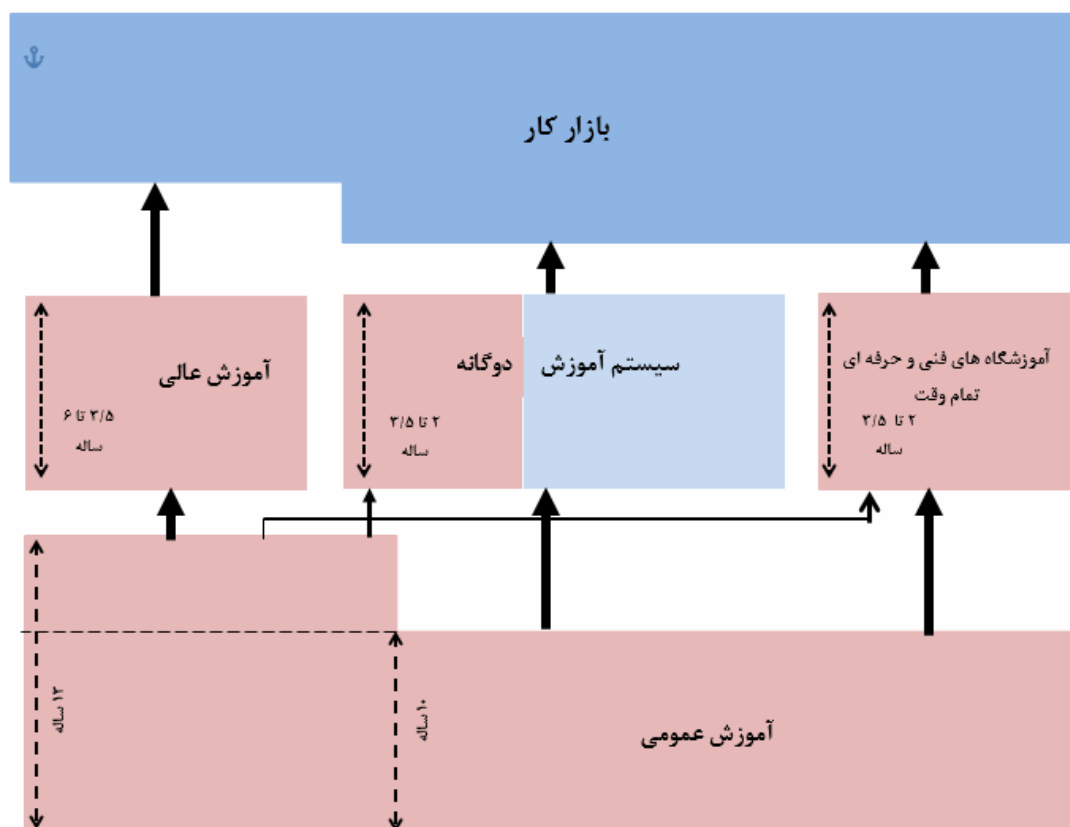 بازار کار
آموزشگاه های فنی و حرفه ای
تمام وقت
۲ تا ۳/۵
ساله
سیستم آموزش دوگانه
۲ تا ۳/۵
ساله
آموزش عالی
۳/۵ تا ۶
ساله
آموزش عمومی
۱۰ ساله
۱۳ ساله